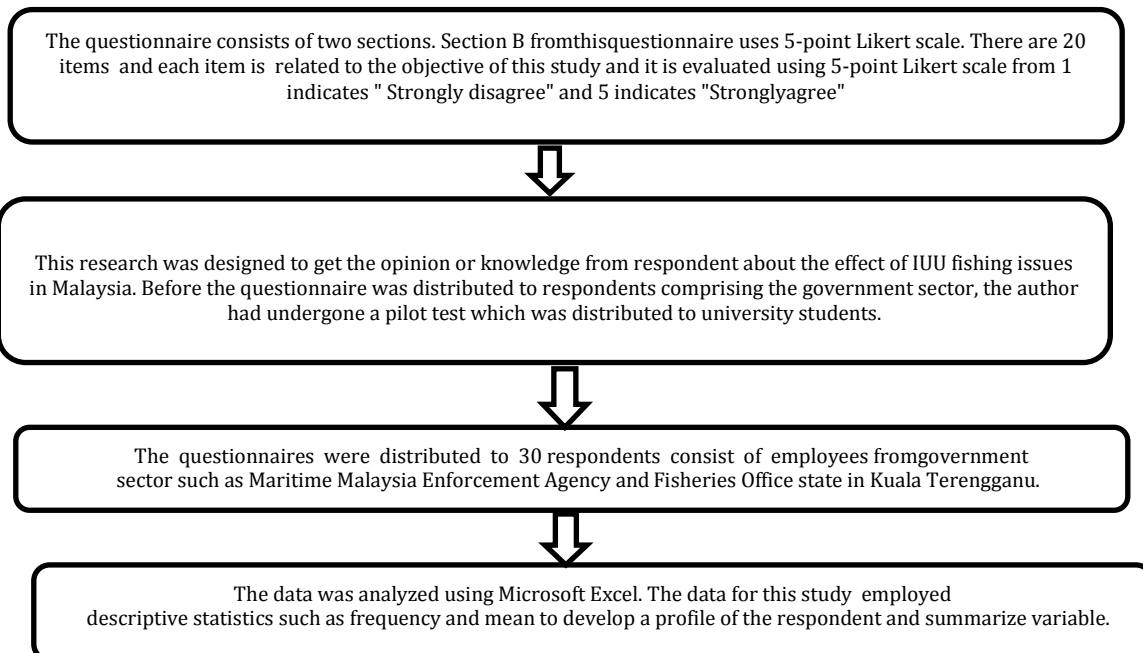 The questionnaire consists of two sections. Section B fromthisquestionnaire uses 5-point Likert scale. There are 20
items and each item is related to the objective of this study and it is evaluated using 5-point Likert scale from 1
indicates " Strongly disagree" and 5 indicates "Stronglyagree"
This research was designed to get the opinion or knowledge from respondent about the effect of IUU fishing issues
in Malaysia. Before the questionnaire was distributed to respondents comprising the government sector, the author
had undergone a pilot test which was distributed to university students.
The questionnaires were distributed to 30 respondents consist of employees fromgovernment
sector such as Maritime Malaysia Enforcement Agency and Fisheries Office state in Kuala Terengganu.
The data was analyzed using Microsoft Excel. The data for this study employed
descriptive statistics such as frequency and mean to develop a profile of the respondent and summarize variable.